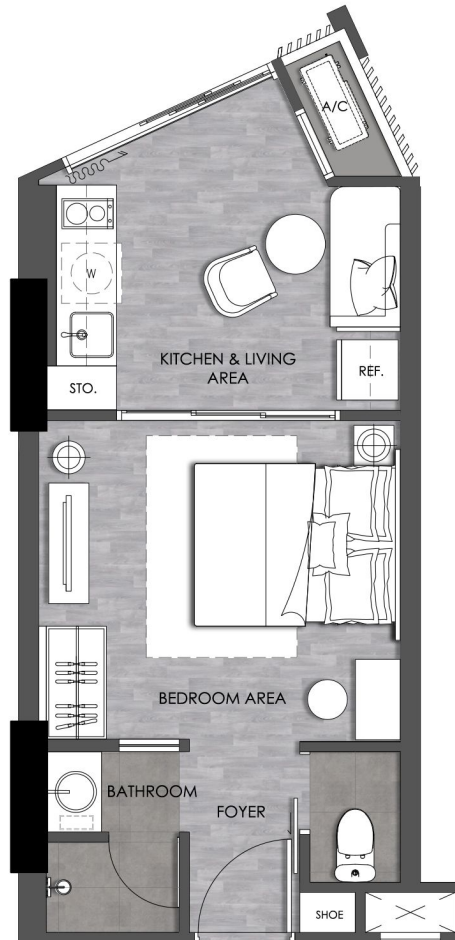 A/C
W
KITCHEN & LIVING
AREA
REF.
STO.
BEDROOM AREA
BATHROOM
FOYER
SHOE